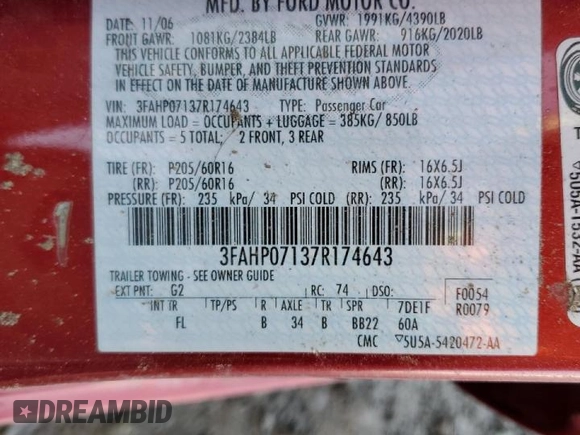 MFD. BY FORD MOTOR CO.
DATE: 11/06 GVWR: 1991KG/4390LB
FRONT GAWR: 1081KG/2384LB REAR GAWR: 916KG/2020LB
THIS VEHICLE CONFORMS TO ALL APPLICABLE FEDERAL MOTOR
VEHICLE SAFETY, BUMPER, AND THEFT PREVENTION STANDARDS
IN EFFECT ON THE DATE OF MANUFACTURE SHOWN ABOVE.
VIN: 3FAHP07137R174643 TYPE: Passenger Car
MAXIMUM LOAD = OCCUPANTS + LUGGAGE = 385KG/ 850LB
OCCUPANTS = 5 TOTAL; 2 FRONT, 3 REAR
TIRE (FR): P205/60R16 RIMS (FR): 16X6.5J
(RR): P205/60R16 (RR): 16X6.5J
PRESSURE (FR): 235 kPa/ 34 PSI COLD (RR): 235 kPa/ 34 PSI COLD
3FAHP07137R174643
TRAILER TOWING - SEE OWNER GUIDE
EXT PNT: G2 RC: 74 DSO: F0054
R0079
INT TR TP/PS R AXLE TR SPR 7DE1F
FL B 34 B BB22 60A
CMC 5U5A-5420472-AA
DREAMBID